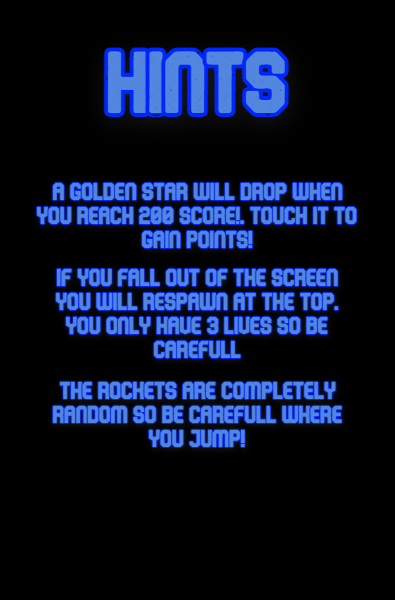 HINTS
A GOLDEN STAR WILL DROP WHEN
YOU REACH 200 SCORE!. TOUCH IT TO
GAIN POINTS!
IF YOU FALL OUT OF THE SCREEN
YOU WILL RESPAWN AT THE TOP.
YOU ONLY HAVE 3 LIVES SO BE
CAREFULL
THE ROCKETS ARE COMPLETELY
RANDOM SO BE CAREFULL WHERE
YOU JUMP!